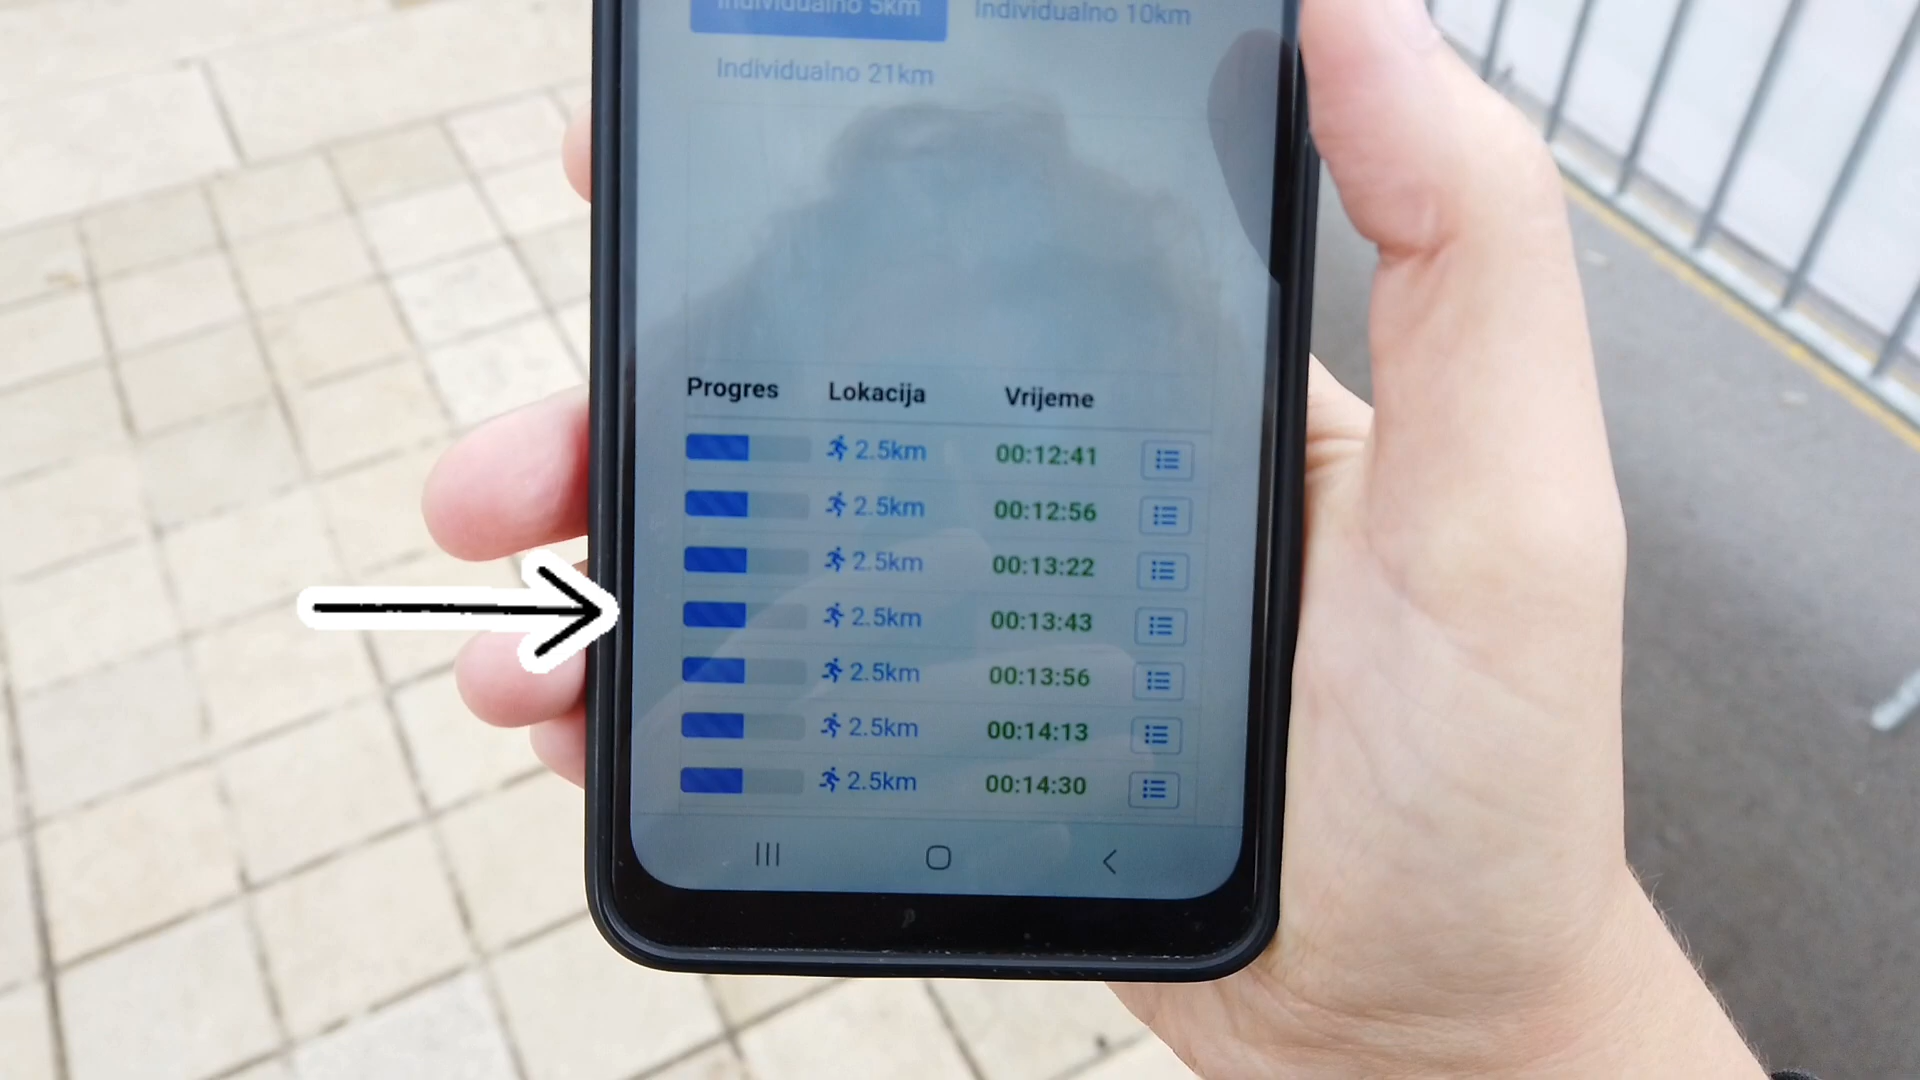 Individualno 5km Individualno 10km
Individualno 21km
Progres Lokacija Vrijeme
2.5km 00:12:41
2.5km 00:12:56
2.5km 00:13:22
2.5km 00:13:43
2.5km 00:13:56
2.5km 00:14:13
2.5km 00:14:30